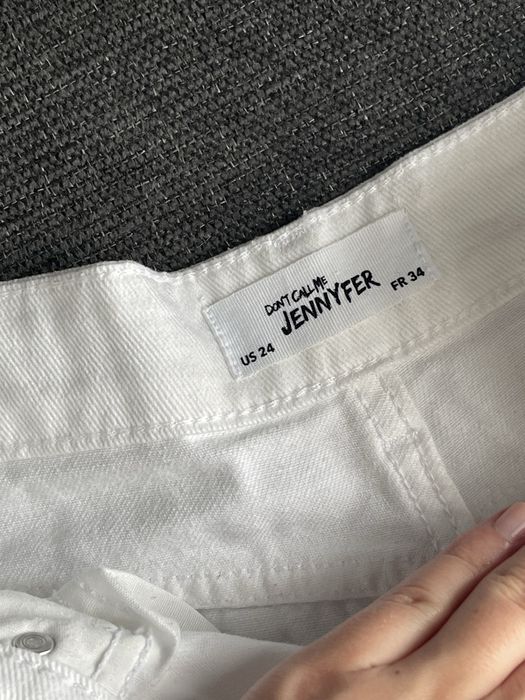 DON'T CALL ME
JENNYFER
US 24
FR 34